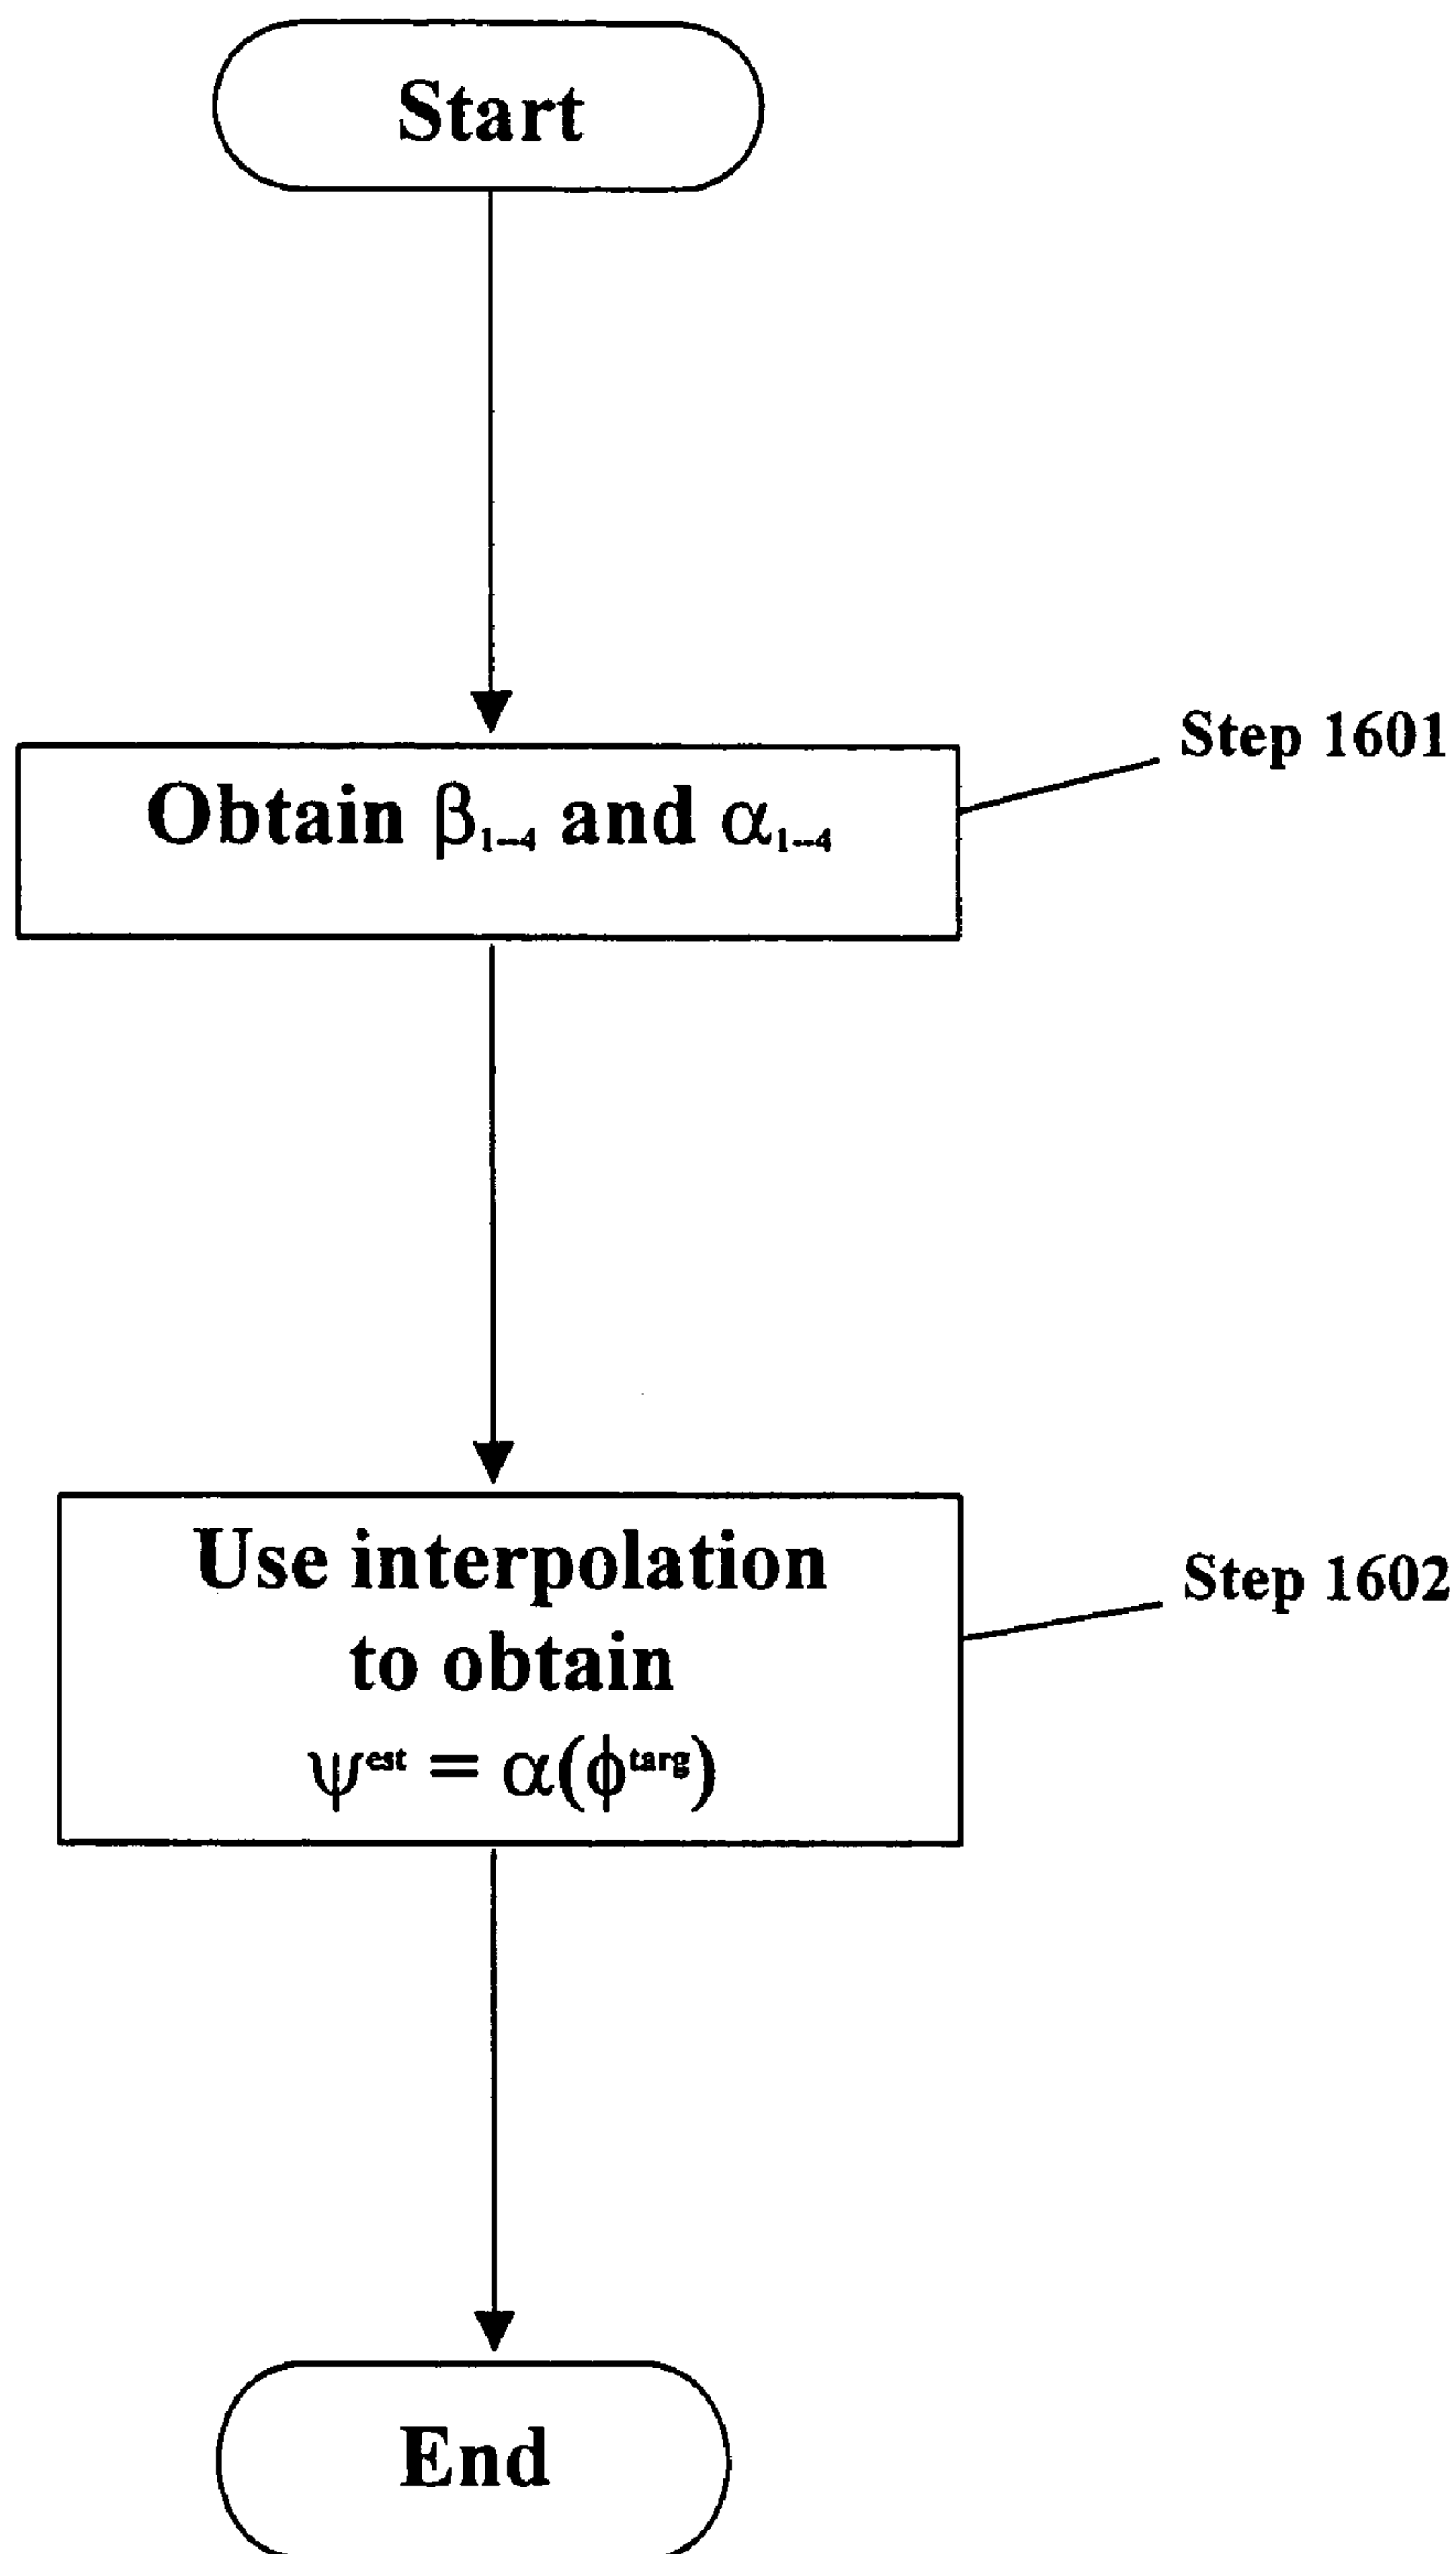 Start
Step 1601
Obtain β₁₋₋₄ and α₁₋₋₄
Use interpolation
Step 1602
to obtain
ψᵉˢᵗ = α(ϕᵗᵃʳᵍ)
End